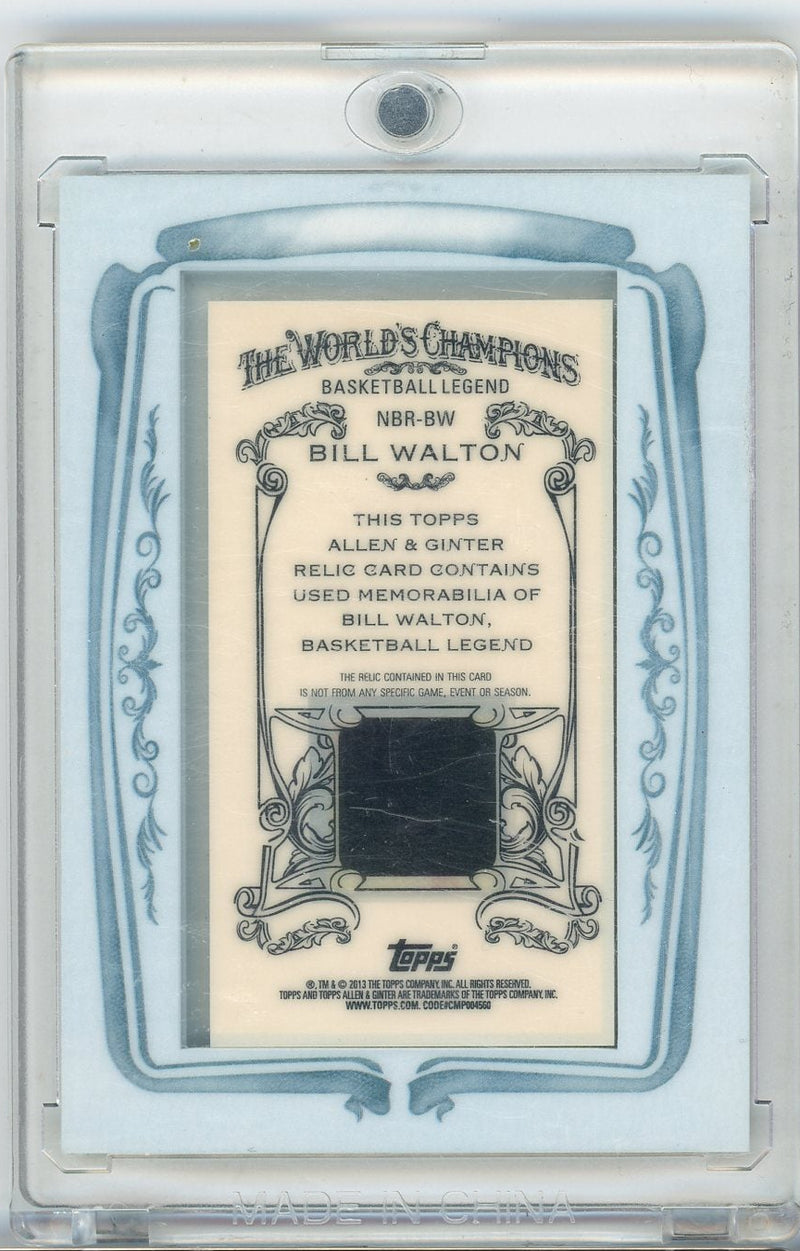 THE WORLD'S CHAMPIONS
BASKETBALL LEGEND
NBR-BW
BILL WALTON
THIS TOPPS
ALLEN & GINTER
RELIC CARD CONTAINS
USED MEMORABILIA OF
BILL WALTON,
BASKETBALL LEGEND
THE RELIC CONTAINED IN THIS CARD
IS NOT FROM ANY SPECIFIC GAME, EVENT OR SEASON.
Topps®
®, TM & © 2013 THE TOPPS COMPANY, INC. ALL RIGHTS RESERVED.
TOPPS AND TOPPS ALLEN & GINTER ARE TRADEMARKS OF THE TOPPS COMPANY, INC.
WWW.TOPPS.COM. CODE#CMP004560
MADE IN CHINA